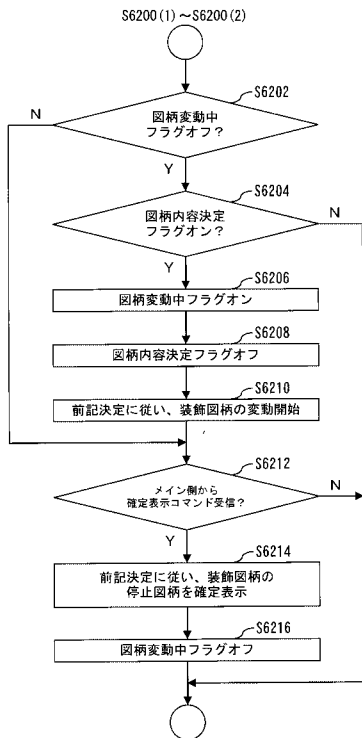 S6200(1)～S6200(2)
S6202
N
図柄変動中
フラグオフ?
Y
S6204
図柄内容決定
フラグオン?
N
Y
S6206
図柄変動中フラグオン
S6208
図柄内容決定フラグオフ
S6210
前記決定に従い、装飾図柄の変動開始
S6212
メイン側から
確定表示コマンド受信?
N
Y
S6214
前記決定に従い、装飾図柄の
停止図柄を確定表示
S6216
図柄変動中フラグオフ